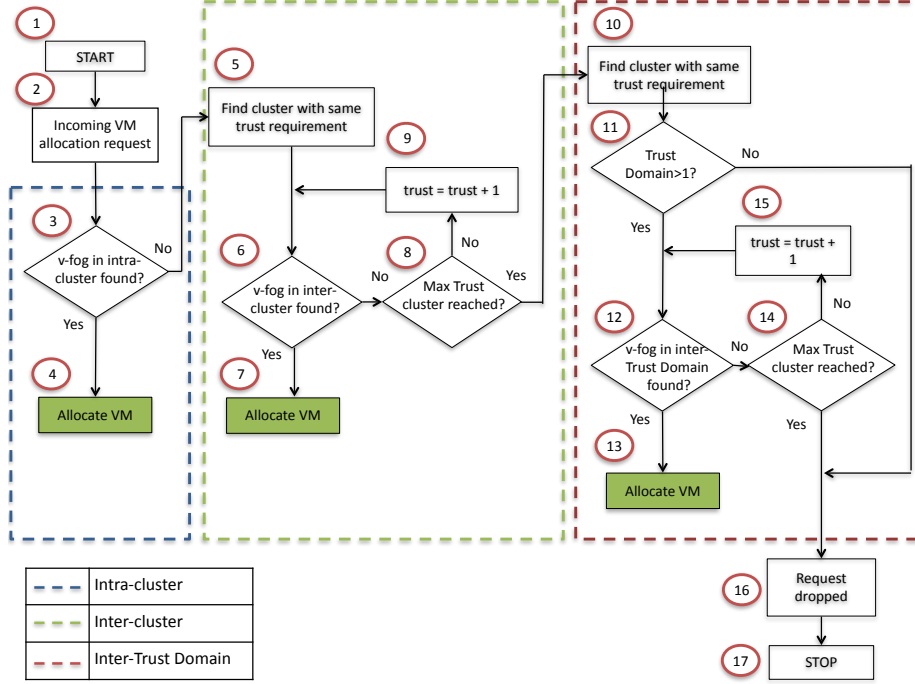 1
START
2
Incoming VM
allocation request
3
v-fog in intra-
cluster found?
No
Yes
4
Allocate VM
5
Find cluster with same
trust requirement
9
trust = trust + 1
6
v-fog in inter-
cluster found?
No
8
No
Max Trust
cluster reached?
Yes
Yes
7
Allocate VM
10
Find cluster with same
trust requirement
11
Trust
Domain>1?
No
Yes
15
trust = trust +
1
12
v-fog in inter-
Trust Domain
found?
No
14
No
Max Trust
cluster reached?
Yes
Yes
13
Allocate VM
16
Request
dropped
17
STOP
Intra-cluster
Inter-cluster
Inter-Trust Domain